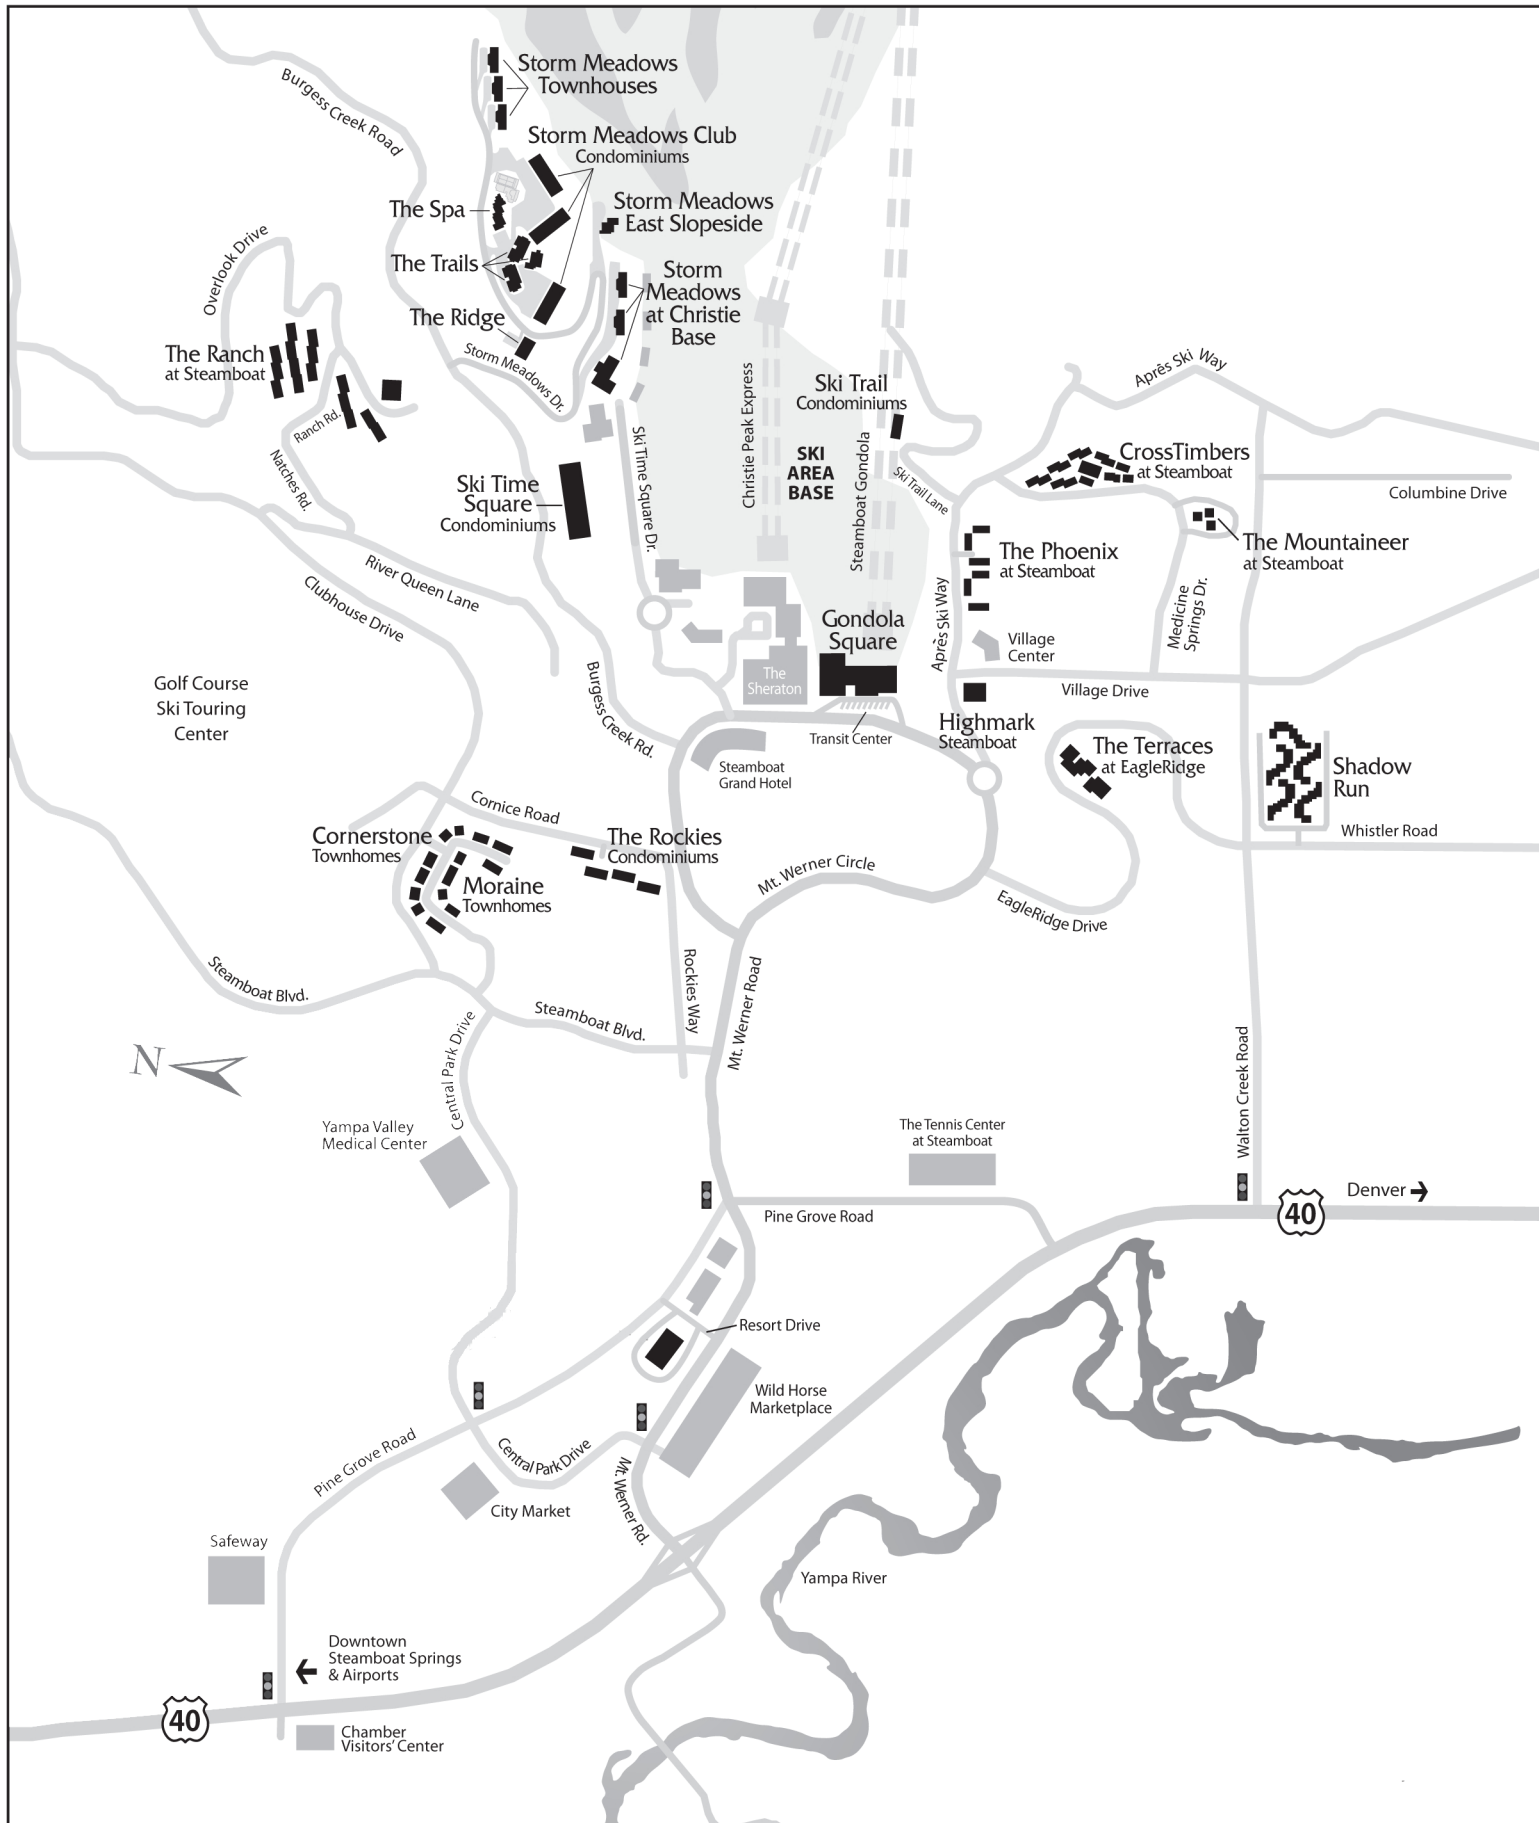 Storm Meadows
Townhouses
Burgess Creek Road
Storm Meadows Club
Condominiums
The Spa
Storm Meadows
East Slopeside
The Trails
Overlook Drive
Storm
Meadows
at Christie
Base
The Ridge
The Ranch
at Steamboat
Storm Meadows Dr.
Après Ski Way
Christie Peak Express
Ski Trail
Condominiums
Ranch Rd.
Natches Rd.
Ski Time Square Dr.
SKI
AREA
BASE
Steamboat Gondola
Ski Trail Lane
CrossTimbers
at Steamboat
Columbine Drive
Ski Time
Square
Condominiums
The Phoenix
at Steamboat
The Mountaineer
at Steamboat
River Queen Lane
Clubhouse Drive
Après Ski Way
Medicine
Springs Dr.
Gondola
Square
Village
Center
Golf Course
Ski Touring
Center
Burgess Creek Rd.
The
Sheraton
Village Drive
Transit Center
Highmark
Steamboat
Steamboat
Grand Hotel
The Terraces
at EagleRidge
Shadow
Run
Whistler Road
Cornice Road
Cornerstone
Townhomes
The Rockies
Condominiums
Mt. Werner Circle
Moraine
Townhomes
EagleRidge Drive
Steamboat Blvd.
Steamboat Blvd.
Rockies Way
Mt. Werner Road
N
Central Park Drive
Walton Creek Road
Yampa Valley
Medical Center
The Tennis Center
at Steamboat
Denver
40
Pine Grove Road
Resort Drive
Wild Horse
Marketplace
Pine Grove Road
Central Park Drive
Mt. Werner Rd.
City Market
Safeway
Yampa River
Downtown
Steamboat Springs
& Airports
40
Chamber
Visitors' Center